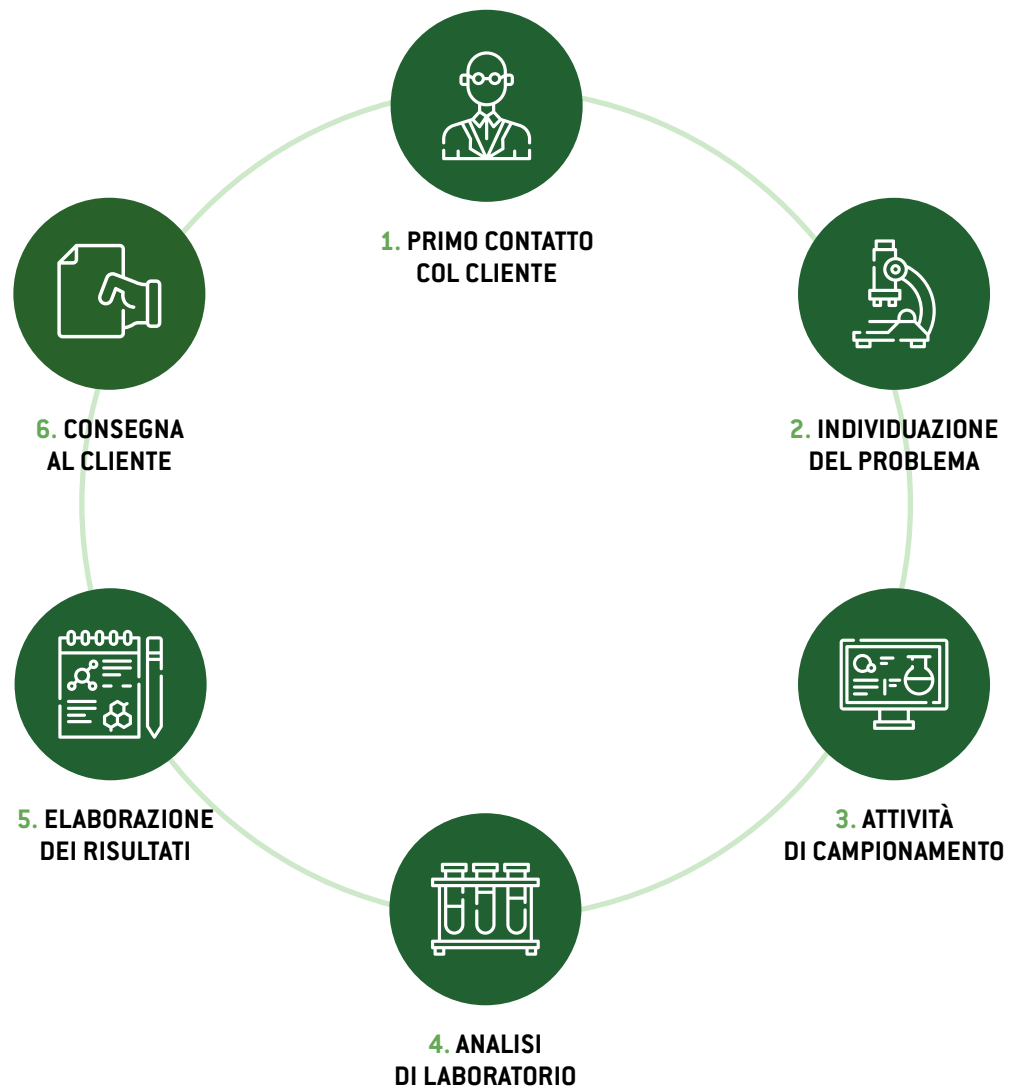 1. PRIMO CONTATTO
COL CLIENTE
2. INDIVIDUAZIONE
DEL PROBLEMA
3. ATTIVITÀ
DI CAMPIONAMENTO
4. ANALISI
DI LABORATORIO
5. ELABORAZIONE
DEI RISULTATI
6. CONSEGNA
AL CLIENTE